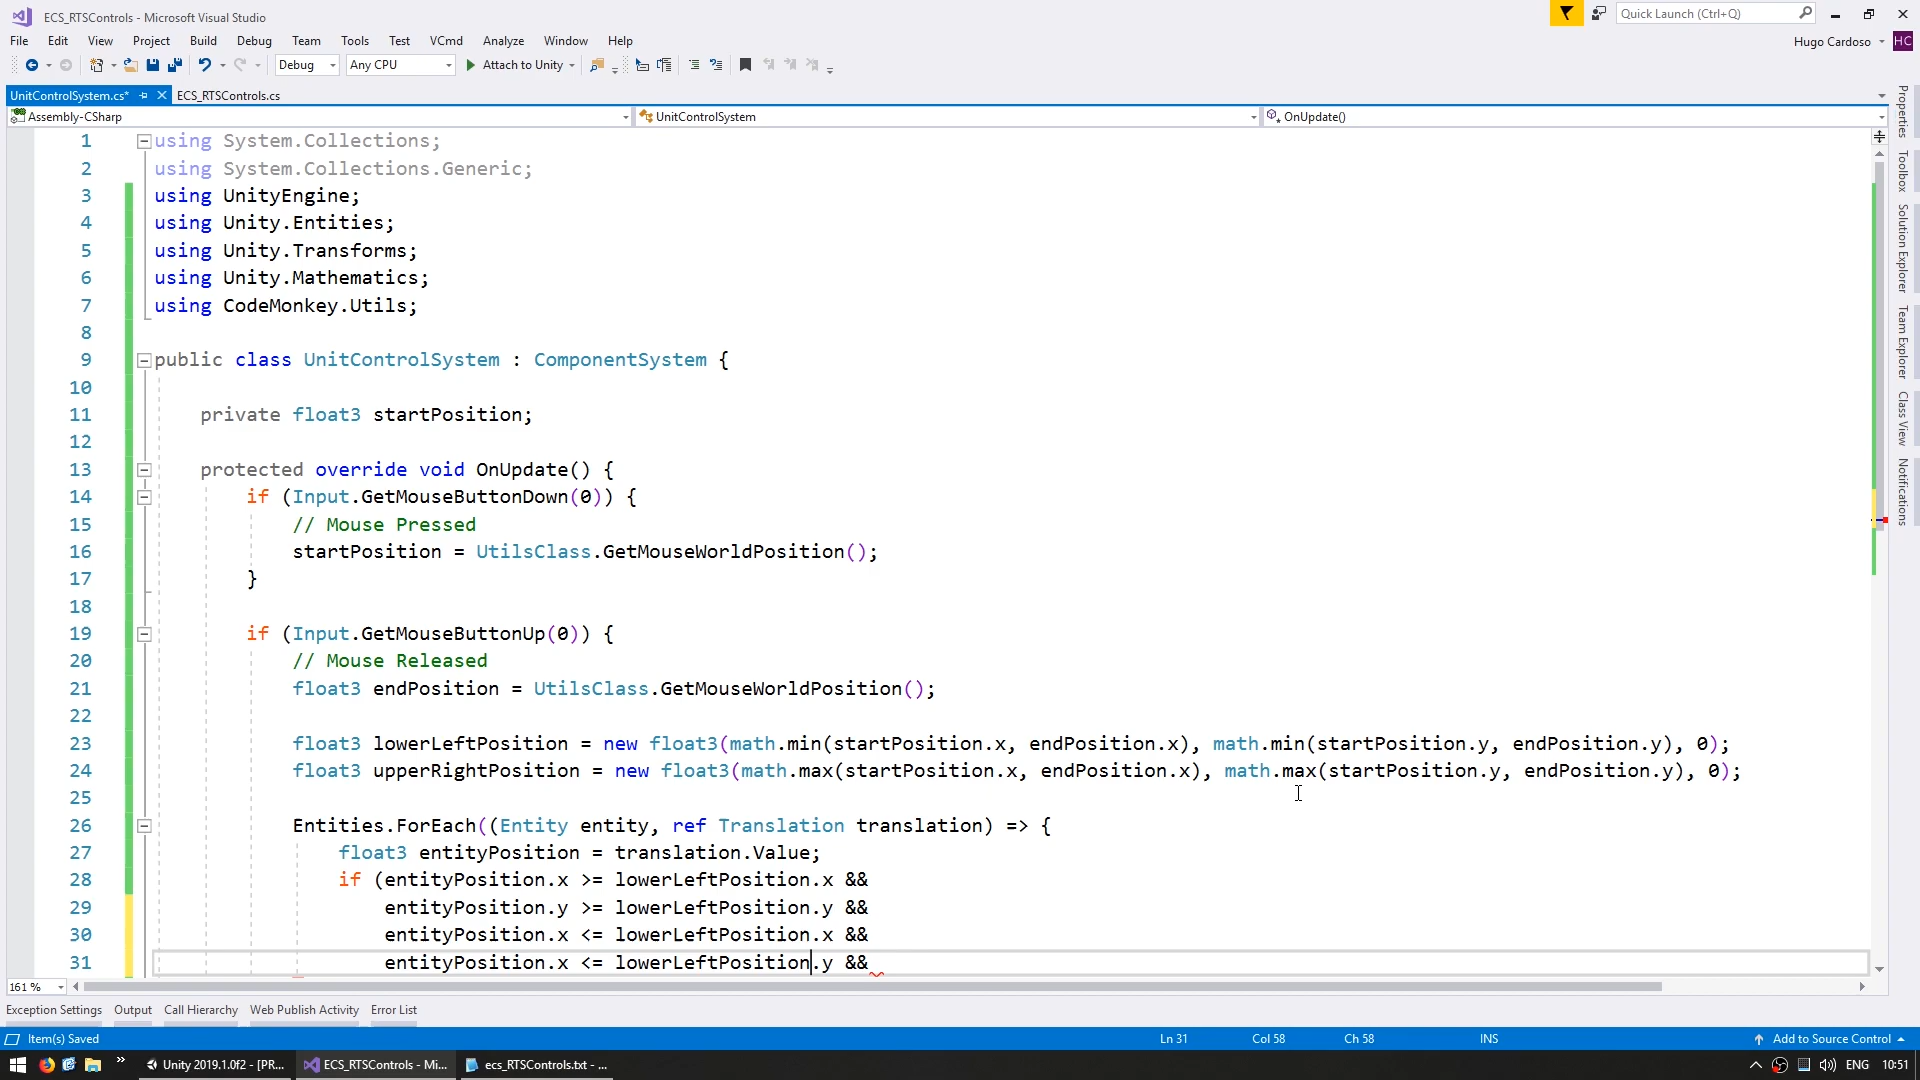 ECS_RTSControls - Microsoft Visual Studio
Quick Launch (Ctrl+Q)
File Edit View Project Build Debug Team Tools Test VCmd Analyze Window Help
Hugo Cardoso HC
Debug Any CPU Attach to Unity
UnitControlSystem.cs* ECS_RTSControls.cs
Assembly-CSharp UnitControlSystem OnUpdate()
1 using System.Collections;
2 using System.Collections.Generic;
3 using UnityEngine;
4 using Unity.Entities;
5 using Unity.Transforms;
6 using Unity.Mathematics;
7 using CodeMonkey.Utils;
8
9 public class UnitControlSystem : ComponentSystem {
10
11 private float3 startPosition;
12
13 protected override void OnUpdate() {
14 if (Input.GetMouseButtonDown(0)) {
15 // Mouse Pressed
16 startPosition = UtilsClass.GetMouseWorldPosition();
17 }
18
19 if (Input.GetMouseButtonUp(0)) {
20 // Mouse Released
21 float3 endPosition = UtilsClass.GetMouseWorldPosition();
22
23 float3 lowerLeftPosition = new float3(math.min(startPosition.x, endPosition.x), math.min(startPosition.y, endPosition.y), 0);
24 float3 upperRightPosition = new float3(math.max(startPosition.x, endPosition.x), math.max(startPosition.y, endPosition.y), 0);
25
26 Entities.ForEach((Entity entity, ref Translation translation) => {
27 float3 entityPosition = translation.Value;
28 if (entityPosition.x >= lowerLeftPosition.x &&
29 entityPosition.y >= lowerLeftPosition.y &&
30 entityPosition.x <= lowerLeftPosition.x &&
31 entityPosition.x <= lowerLeftPosition.y &&
Properties
Toolbox
Solution Explorer
Team Explorer
Class View
Notifications
161 %
Exception Settings Output Call Hierarchy Web Publish Activity Error List
Item(s) Saved Ln 31 Col 58 Ch 58 INS Add to Source Control
Unity 2019.1.0f2 - [PR... ECS_RTSControls - Mi... ecs_RTSControls.txt - ... ENG 10:51